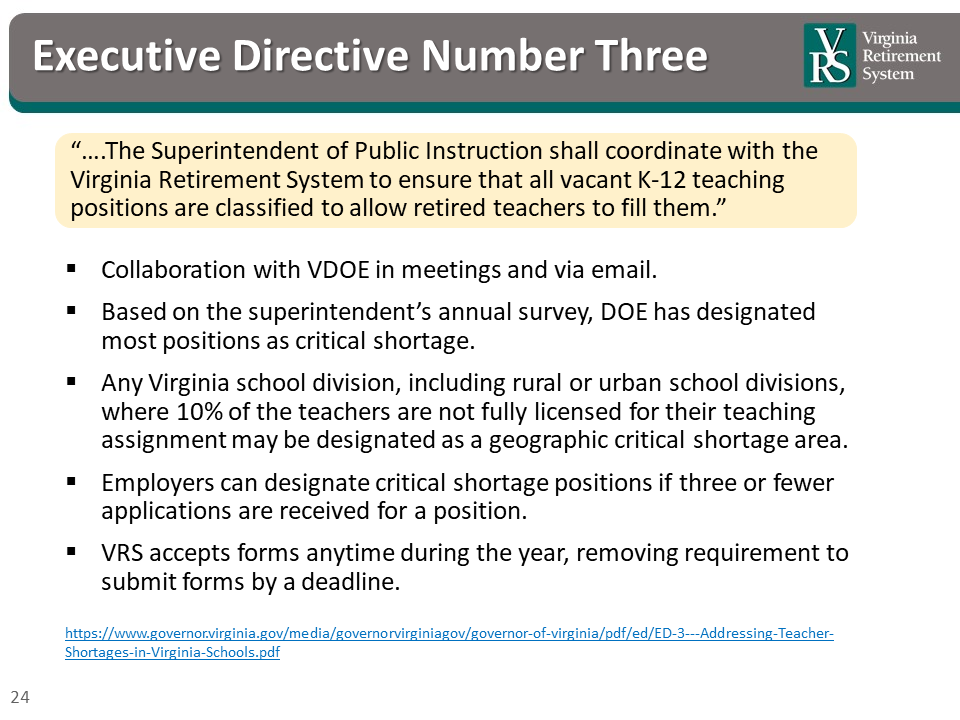 Executive Directive Number Three
VRS
Virginia
Retirement
System
“….The Superintendent of Public Instruction shall coordinate with the
Virginia Retirement System to ensure that all vacant K-12 teaching
positions are classified to allow retired teachers to fill them.”
▪ Collaboration with VDOE in meetings and via email.
▪ Based on the superintendent’s annual survey, DOE has designated
most positions as critical shortage.
▪ Any Virginia school division, including rural or urban school divisions,
where 10% of the teachers are not fully licensed for their teaching
assignment may be designated as a geographic critical shortage area.
▪ Employers can designate critical shortage positions if three or fewer
applications are received for a position.
▪ VRS accepts forms anytime during the year, removing requirement to
submit forms by a deadline.
https://www.governor.virginia.gov/media/governorvirginiagov/governor-of-virginia/pdf/ed/ED-3---Addressing-Teacher-
Shortages-in-Virginia-Schools.pdf
24